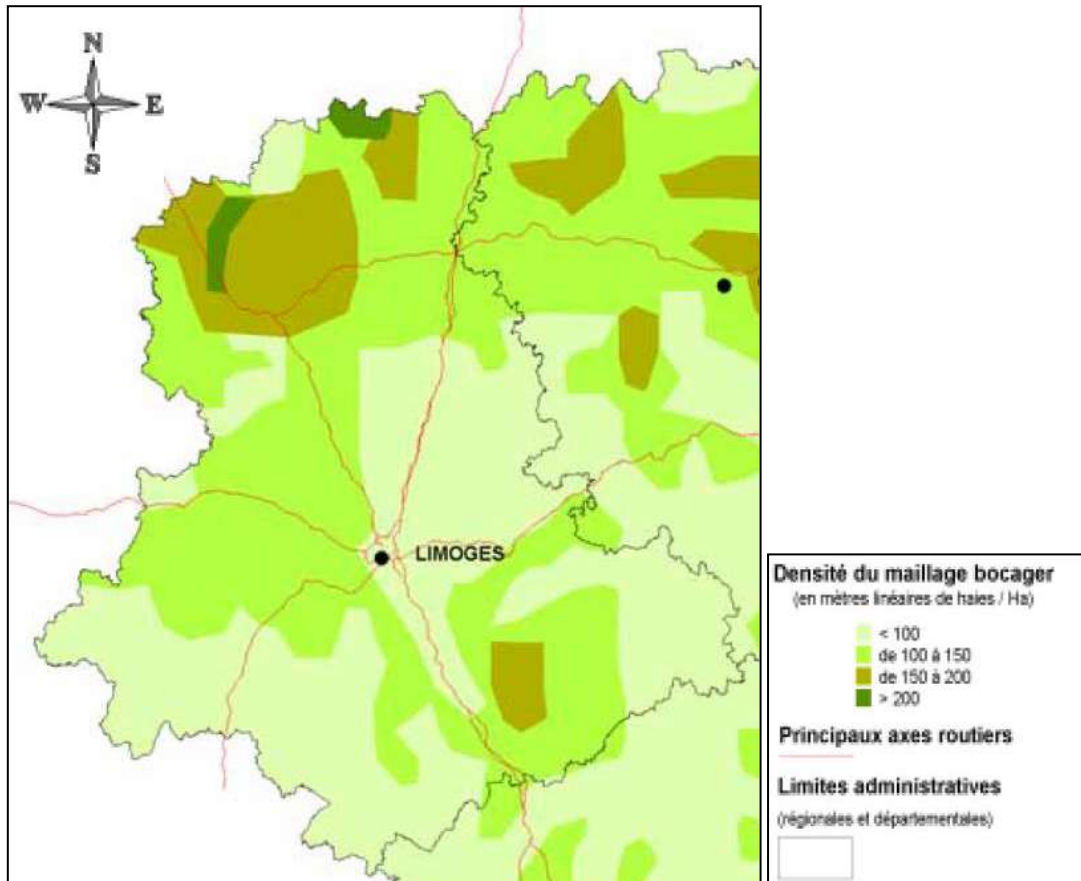 N
W E
S
LIMOGES
Densité du maillage bocager
(en mètres linéaires de haies / Ha)
< 100
de 100 à 150
de 150 à 200
> 200
Principaux axes routiers
Limites administratives
(régionales et départementales)